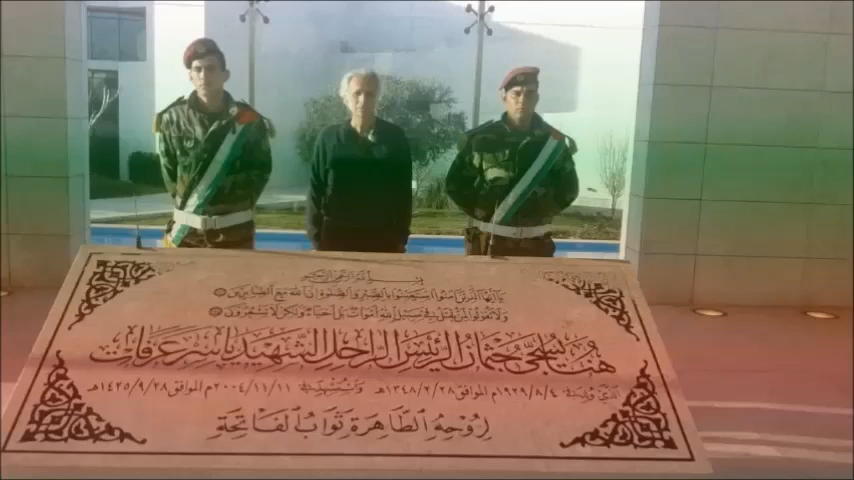 بسم الله الرحمن الرحيم
يا أيها الذين آمنوا استعينوا بالصبر والصلاة إن الله مع الصابرين
ولا تقولوا لمن يقتل في سبيل الله أموات بل أحياء ولكن لا تشعرون
هنا يسجى جثمان الرئيس الراحل الشهيد ياسر عرفات
الذي ولد في: ١٩٢٩/٨/٤م الموافق ١٣٤٨/٢/٢٨هـ واستشهد في ٢٠٠٤/١١/١١م الموافق ١٤٢٥/٩/٢٨هـ
لروحه الطاهرة ثواب الفاتحة